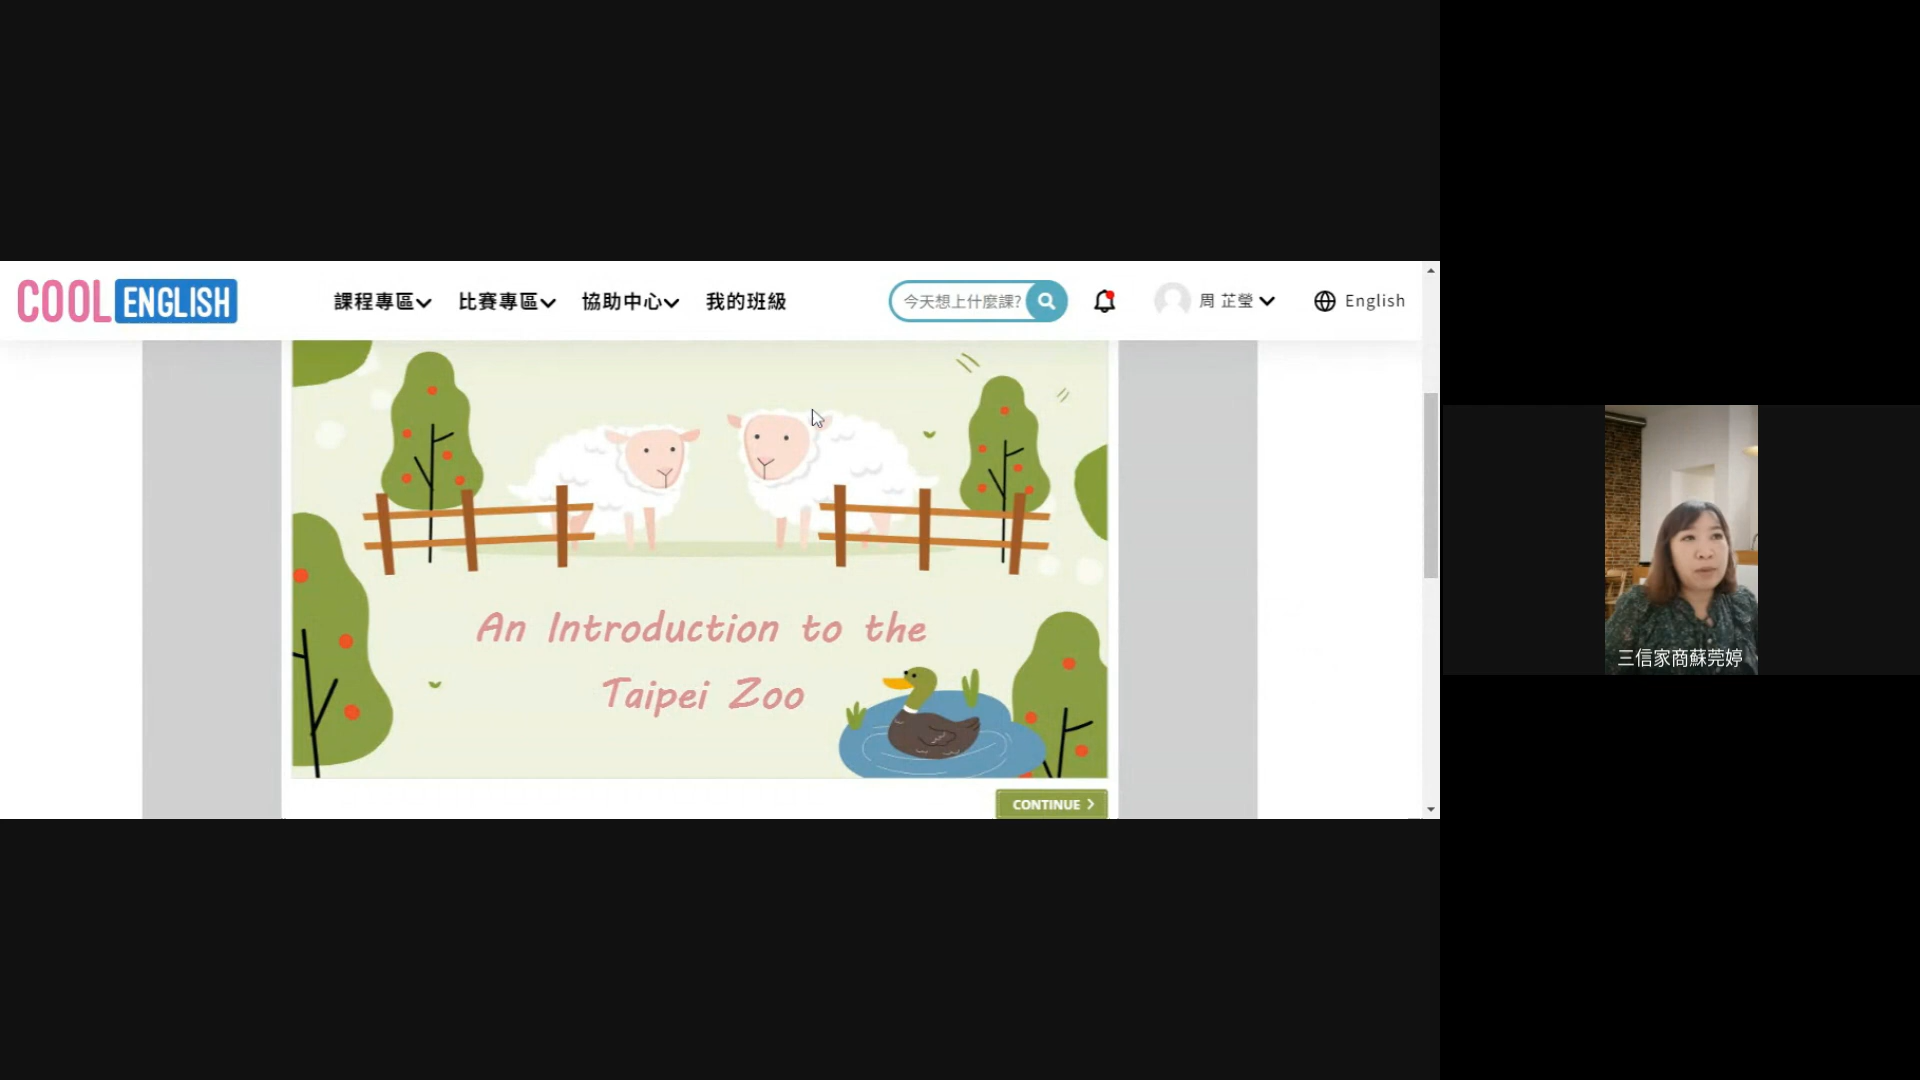 COOL ENGLISH
課程專區
比賽專區
協助中心
我的班級
今天想上什麼課?
周 芷瑩
English
An Introduction to the
Taipei Zoo
CONTINUE
三信家商蘇莞婷